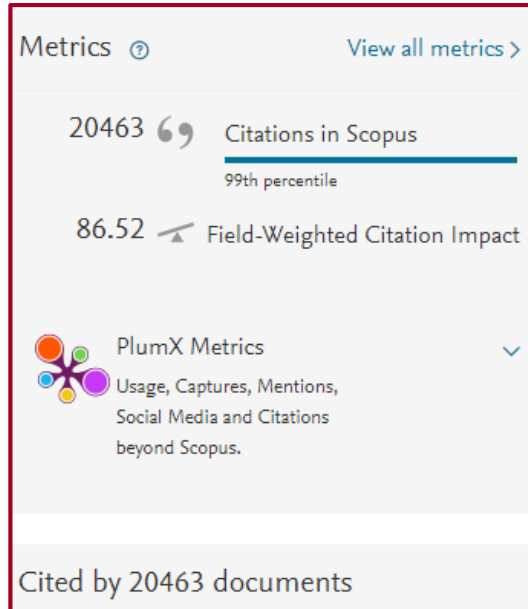 Metrics ? View all metrics >
20463 Citations in Scopus
99th percentile
86.52 Field-Weighted Citation Impact
PlumX Metrics
Usage, Captures, Mentions,
Social Media and Citations
beyond Scopus.
Cited by 20463 documents